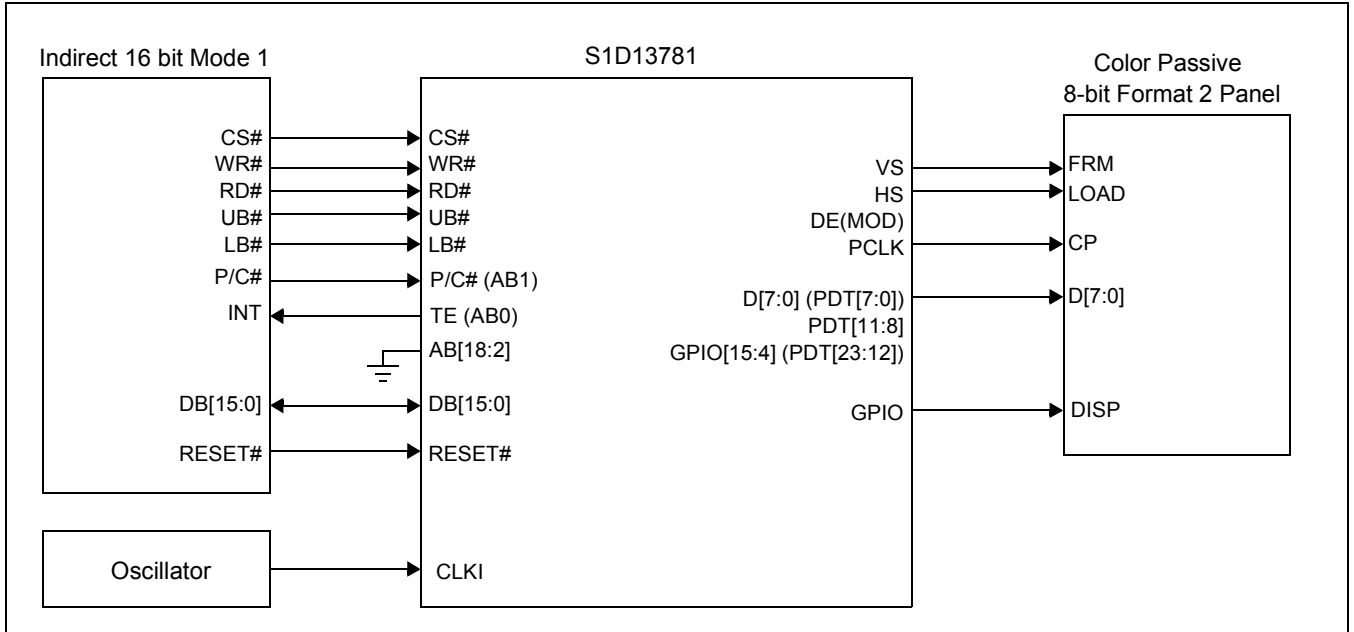 Indirect 16 bit Mode 1
CS#
WR#
RD#
UB#
LB#
P/C#
INT
DB[15:0]
RESET#
Oscillator
S1D13781
CS#
WR#
RD#
UB#
LB#
P/C# (AB1)
TE (AB0)
AB[18:2]
DB[15:0]
RESET#
CLKI
VS
HS
DE(MOD)
PCLK
D[7:0] (PDT[7:0])
PDT[11:8]
GPIO[15:4] (PDT[23:12])
GPIO
Color Passive
8-bit Format 2 Panel
FRM
LOAD
CP
D[7:0]
DISP